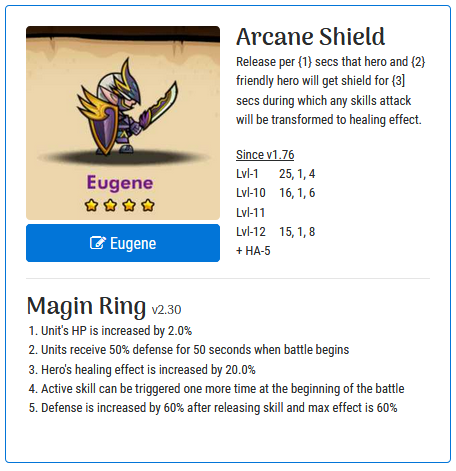 Arcane Shield
Release per {1} secs that hero and {2}
friendly hero will get shield for {3]
secs during which any skills attack
will be transformed to healing effect.
Since v1.76
Lvl-1 25, 1, 4
Lvl-10 16, 1, 6
Lvl-11
Lvl-12 15, 1, 8
+ HA-5
Eugene
Eugene
Magin Ring v2.30
1. Unit's HP is increased by 2.0%
2. Units receive 50% defense for 50 seconds when battle begins
3. Hero's healing effect is increased by 20.0%
4. Active skill can be triggered one more time at the beginning of the battle
5. Defense is increased by 60% after releasing skill and max effect is 60%